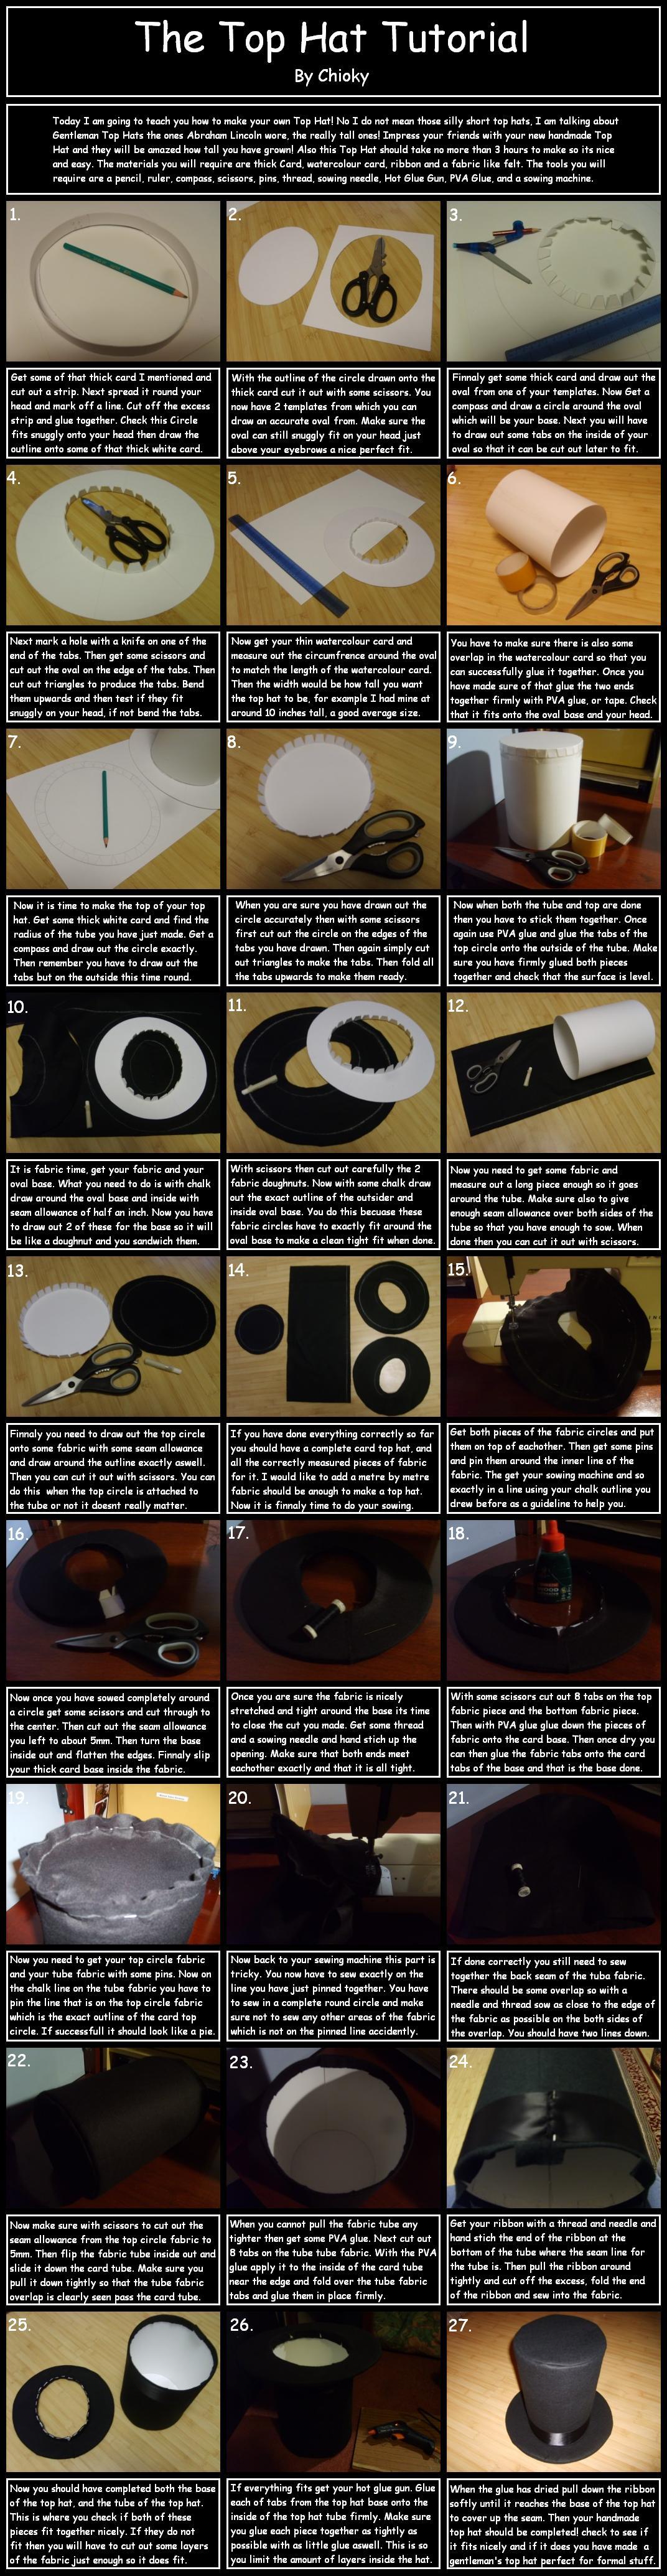 The Top Hat Tutorial
By Chioky
Today I am going to teach you how to make your own Top Hat! No I do not mean those silly short top hats, I am talking about
Gentleman Top Hats the ones Abraham Lincoln wore, the really tall ones! Impress your friends with your new handmade Top
Hat and they will be amazed how tall you have grown! Also this Top Hat should take no more than 3 hours to make so its nice
and easy. The materials you will require are thick Card, watercolour card, ribbon and a fabric like felt. The tools you will
require are a pencil, ruler, compass, scissors, pins, thread, sowing needle, Hot Glue Gun, PVA Glue, and a sowing machine.
1.
Get some of that thick card I mentioned and
cut out a strip. Next spread it round your
head and mark off a line. Cut off the excess
strip and glue together. Check this Circle
fits snuggly onto your head then draw the
outline onto some of that thick white card.
2.
With the outline of the circle drawn onto the
thick card cut it out with some scissors. You
now have 2 templates from which you can
draw an accurate oval from. Make sure the
oval can still snuggly fit on your head just
above your eyebrows a nice perfect fit.
3.
Finnaly get some thick card and draw out the
oval from one of your templates. Now Get a
compass and draw a circle around the oval
which will be your base. Next you will have
to draw out some tabs on the inside of your
oval so that it can be cut out later to fit.
4.
Next mark a hole with a knife on one of the
end of the tabs. Then get some scissors and
cut out the oval on the edge of the tabs. Then
cut out triangles to produce the tabs. Bend
them upwards and then test if they fit
snuggly on your head, if not bend the tabs.
5.
Now get your thin watercolour card and
measure out the circumfrence around the oval
to match the length of the watercolour card.
Then the width would be how tall you want
the top hat to be, for example I had mine at
around 10 inches tall, a good average size.
6.
You have to make sure there is also some
overlap in the watercolour card so that you
can successfully glue it together. Once you
have made sure of that glue the two ends
together firmly with PVA glue, or tape. Check
that it fits onto the oval base and your head.
7.
Now it is time to make the top of your top
hat. Get some thick white card and find the
radius of the tube you have just made. Get a
compass and draw out the circle exactly.
Then remember you have to draw out the
tabs but on the outside this time round.
8.
When you are sure you have drawn out the
circle accurately then with some scissors
first cut out the circle on the edges of the
tabs you have drawn. Then again simply cut
out triangles to make the tabs. Then fold all
the tabs upwards to make them ready.
9.
Now when both the tube and top are done
then you have to stick them together. Once
again use PVA glue and glue the tabs of the
top circle onto the outside of the tube. Make
sure you have firmly glued both pieces
together and check that the surface is level.
10.
It is fabric time, get your fabric and your
oval base. What you need to do is with chalk
draw around the oval base and inside with
seam allowance of half an inch. Now you have
to draw out 2 of these for the base so it will
be like a doughnut and you sandwich them.
11.
With scissors then cut out carefully the 2
fabric doughnuts. Now with some chalk draw
out the exact outline of the outsider and
inside oval base. You do this becuase these
fabric circles have to exactly fit around the
oval base to make a clean tight fit when done.
12.
Now you need to get some fabric and
measure out a long piece enough so it goes
around the tube. Make sure also to give
enough seam allowance over both sides of the
tube so that you have enough to sow. When
done then you can cut it out with scissors.
13.
Finnaly you need to draw out the top circle
onto some fabric with some seam allowance
and draw around the outline exactly aswell.
Then you can cut it out with scissors. You can
do this when the top circle is attached to
the tube or not it doesnt really matter.
14.
If you have done everything correctly so far
you should have a complete card top hat, and
all the correctly measured pieces of fabric
for it. I would like to add a metre by metre
fabric should be anough to make a top hat.
Now it is finnaly time to do your sowing.
15.
Get both pieces of the fabric circles and put
them on top of eachother. Then get some pins
and pin them around the inner line of the
fabric. The get your sowing machine and so
exactly in a line using your chalk outline you
drew before as a guideline to help you.
16.
Now once you have sowed completely around
a circle get some scissors and cut through to
the center. Then cut out the seam allowance
you left to about 5mm. Then turn the base
inside out and flatten the edges. Finnaly slip
your thick card base inside the fabric.
17.
Once you are sure the fabric is nicely
stretched and tight around the base its time
to close the cut you made. Get some thread
and a sowing needle and hand stich up the
opening. Make sure that both ends meet
eachother exactly and that it is all tight.
18.
With some scissors cut out 8 tabs on the top
fabric piece and the bottom fabric piece.
Then with PVA glue glue down the pieces of
fabric onto the card base. Then once dry you
can then glue the fabric tabs onto the card
tabs of the base and that is the base done.
19.
Now you need to get your top circle fabric
and your tube fabric with some pins. Now on
the chalk line on the tube fabric you have to
pin the line that is on the top circle fabric
which is the exact outline of the card top
circle. If successfull it should look like a pie.
20.
Now back to your sewing machine this part is
tricky. You now have to sew exactly on the
line you have just pinned together. You have
to sew in a complete round circle and make
sure not to sew any other areas of the fabric
which is not on the pinned line accidently.
21.
If done correctly you still need to sew
together the back seam of the tuba fabric.
There should be some overlap so with a
needle and thread sow as close to the edge of
the fabric as possible on the both sides of
the overlap. You should have two lines down.
22.
Now make sure with scissors to cut out the
seam allowance from the top circle fabric to
5mm. Then flip the fabric tube inside out and
slide it down the card tube. Make sure you
pull it down tightly so that the tube fabric
overlap is clearly seen pass the card tube.
23.
When you cannot pull the fabric tube any
tighter then get some PVA glue. Next cut out
8 tabs on the tube tube fabric. With the PVA
glue apply it to the inside of the card tube
near the edge and fold over the tube fabric
tabs and glue them in place firmly.
24.
Get your ribbon with a thread and needle and
hand stich the end of the ribbon at the
bottom of the tube where the seam line for
the tube is. Then pull the ribbon around
tightly and cut off the excess, fold the end
of the ribbon and sew into the fabric.
25.
Now you should have completed both the base
of the top hat, and the tube of the top hat.
This is where you check if both of these
pieces fit together nicely. If they do not
fit then you will have to cut out some layers
of the fabric just enough so it does fit.
26.
If everything fits get your hot glue gun. Glue
each of tabs from the top hat base onto the
inside of the top hat tube firmly. Make sure
you glue each piece together as tightly as
possible with as little glue aswell. This is so
you limit the amount of layers inside the hat.
27.
When the glue has dried pull down the ribbon
softly until it reaches the base of the top hat
to cover up the seam. Then your handmade
top hat should be completed! check to see if
it fits nicely and if it does you have made a
gentleman's top hat perfect for formal stuff.